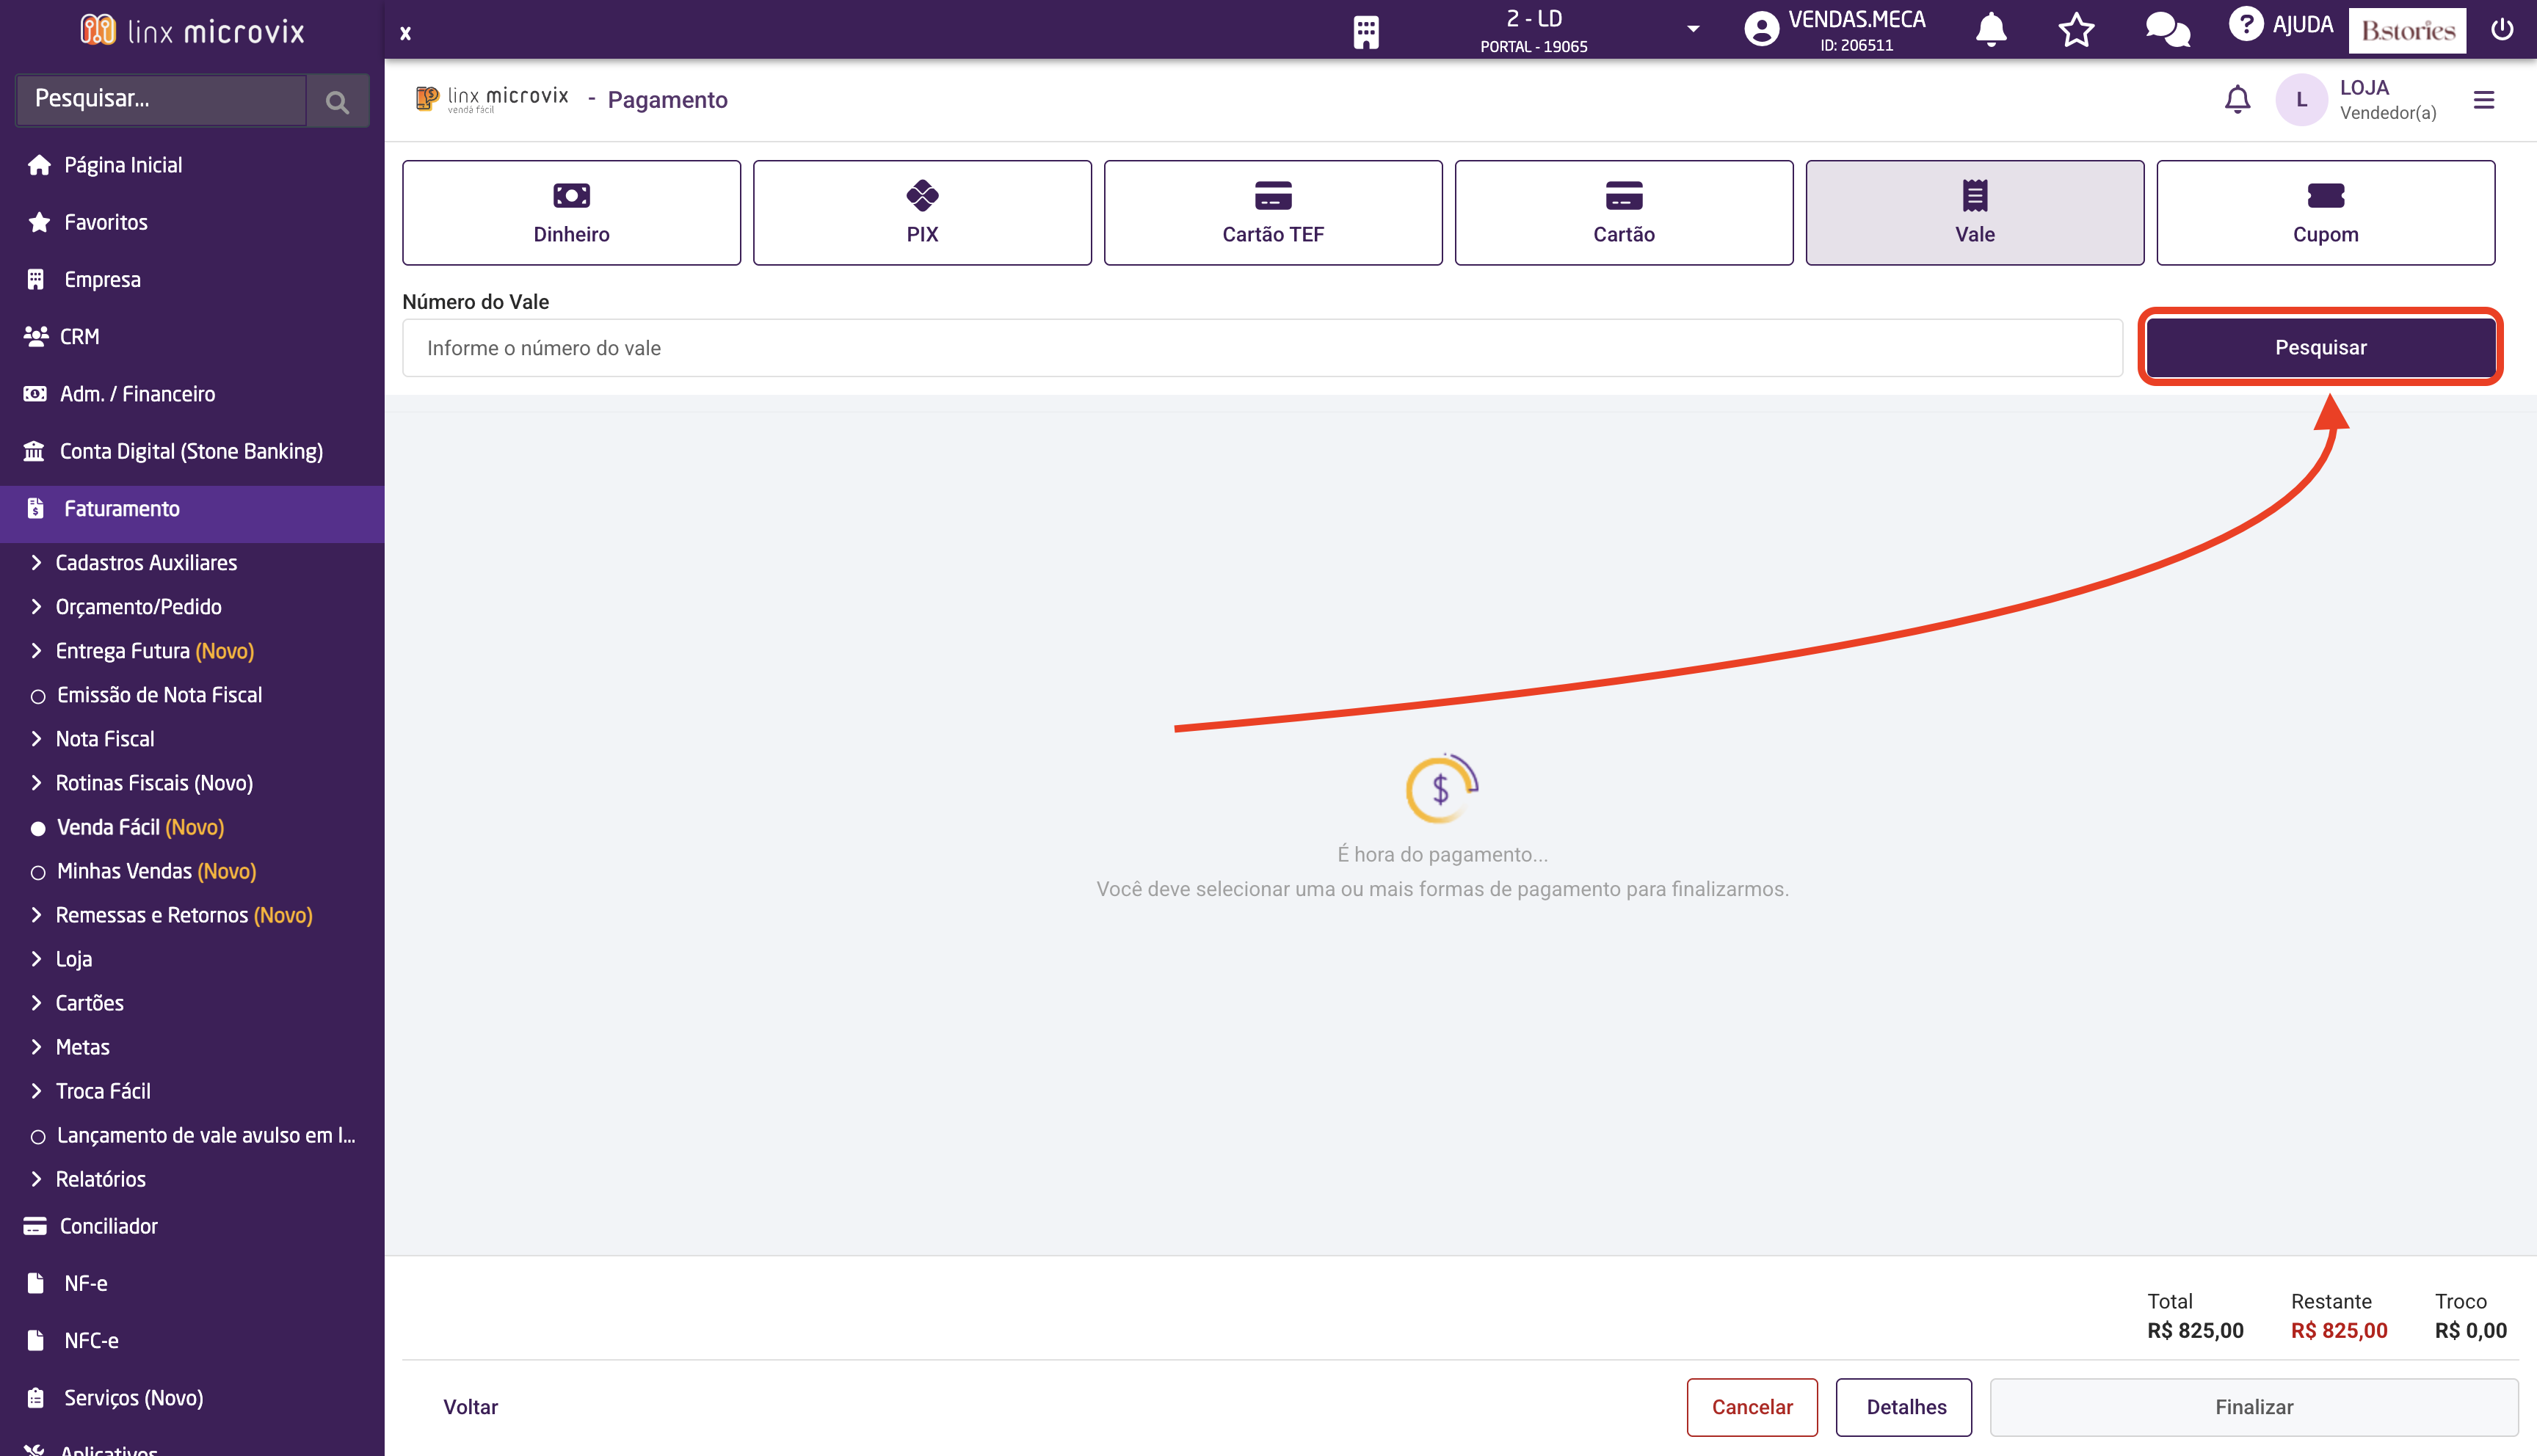 linx microvix
x
2 - LD
PORTAL - 19065
VENDAS.MECA
ID: 206511
? AJUDA
B.stories
Pesquisar...
linx microvix
venda fácil
- Pagamento
L
LOJA
Vendedor(a)
Página Inicial
Favoritos
Empresa
CRM
Adm. / Financeiro
Conta Digital (Stone Banking)
Faturamento
Cadastros Auxiliares
Orçamento/Pedido
Entrega Futura (Novo)
Emissão de Nota Fiscal
Nota Fiscal
Rotinas Fiscais (Novo)
Venda Fácil (Novo)
Minhas Vendas (Novo)
Remessas e Retornos (Novo)
Loja
Cartões
Metas
Troca Fácil
Lançamento de vale avulso em l...
Relatórios
Conciliador
NF-e
NFC-e
Serviços (Novo)
Aplicativos
Dinheiro
PIX
Cartão TEF
Cartão
Vale
Cupom
Número do Vale
Informe o número do vale
Pesquisar
$
É hora do pagamento...
Você deve selecionar uma ou mais formas de pagamento para finalizarmos.
Total
R$ 825,00
Restante
R$ 825,00
Troco
R$ 0,00
Voltar
Cancelar
Detalhes
Finalizar